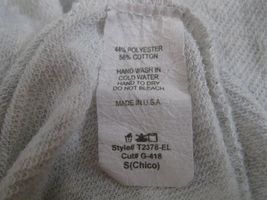 44% POLYESTER
56% COTTON
HAND WASH IN
COLD WATER
HAND TO DRY
DO NOT BLEACH
MADE IN U.S.A
Style# T2378-EL
Cut# G-418
S(Chico)